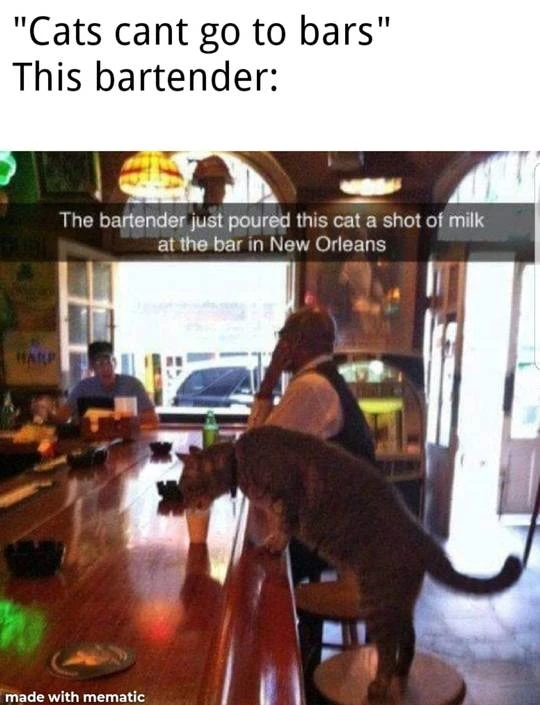 "Cats cant go to bars"
This bartender:
The bartender just poured this cat a shot of milk
at the bar in New Orleans
HARP
made with mematic